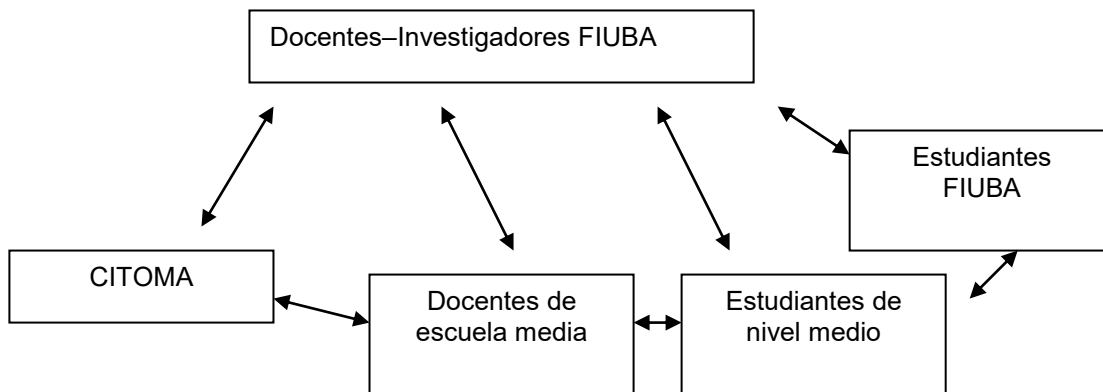 Docentes–Investigadores FIUBA
Estudiantes
FIUBA
CITOMA
Docentes de
escuela media
Estudiantes de
nivel medio